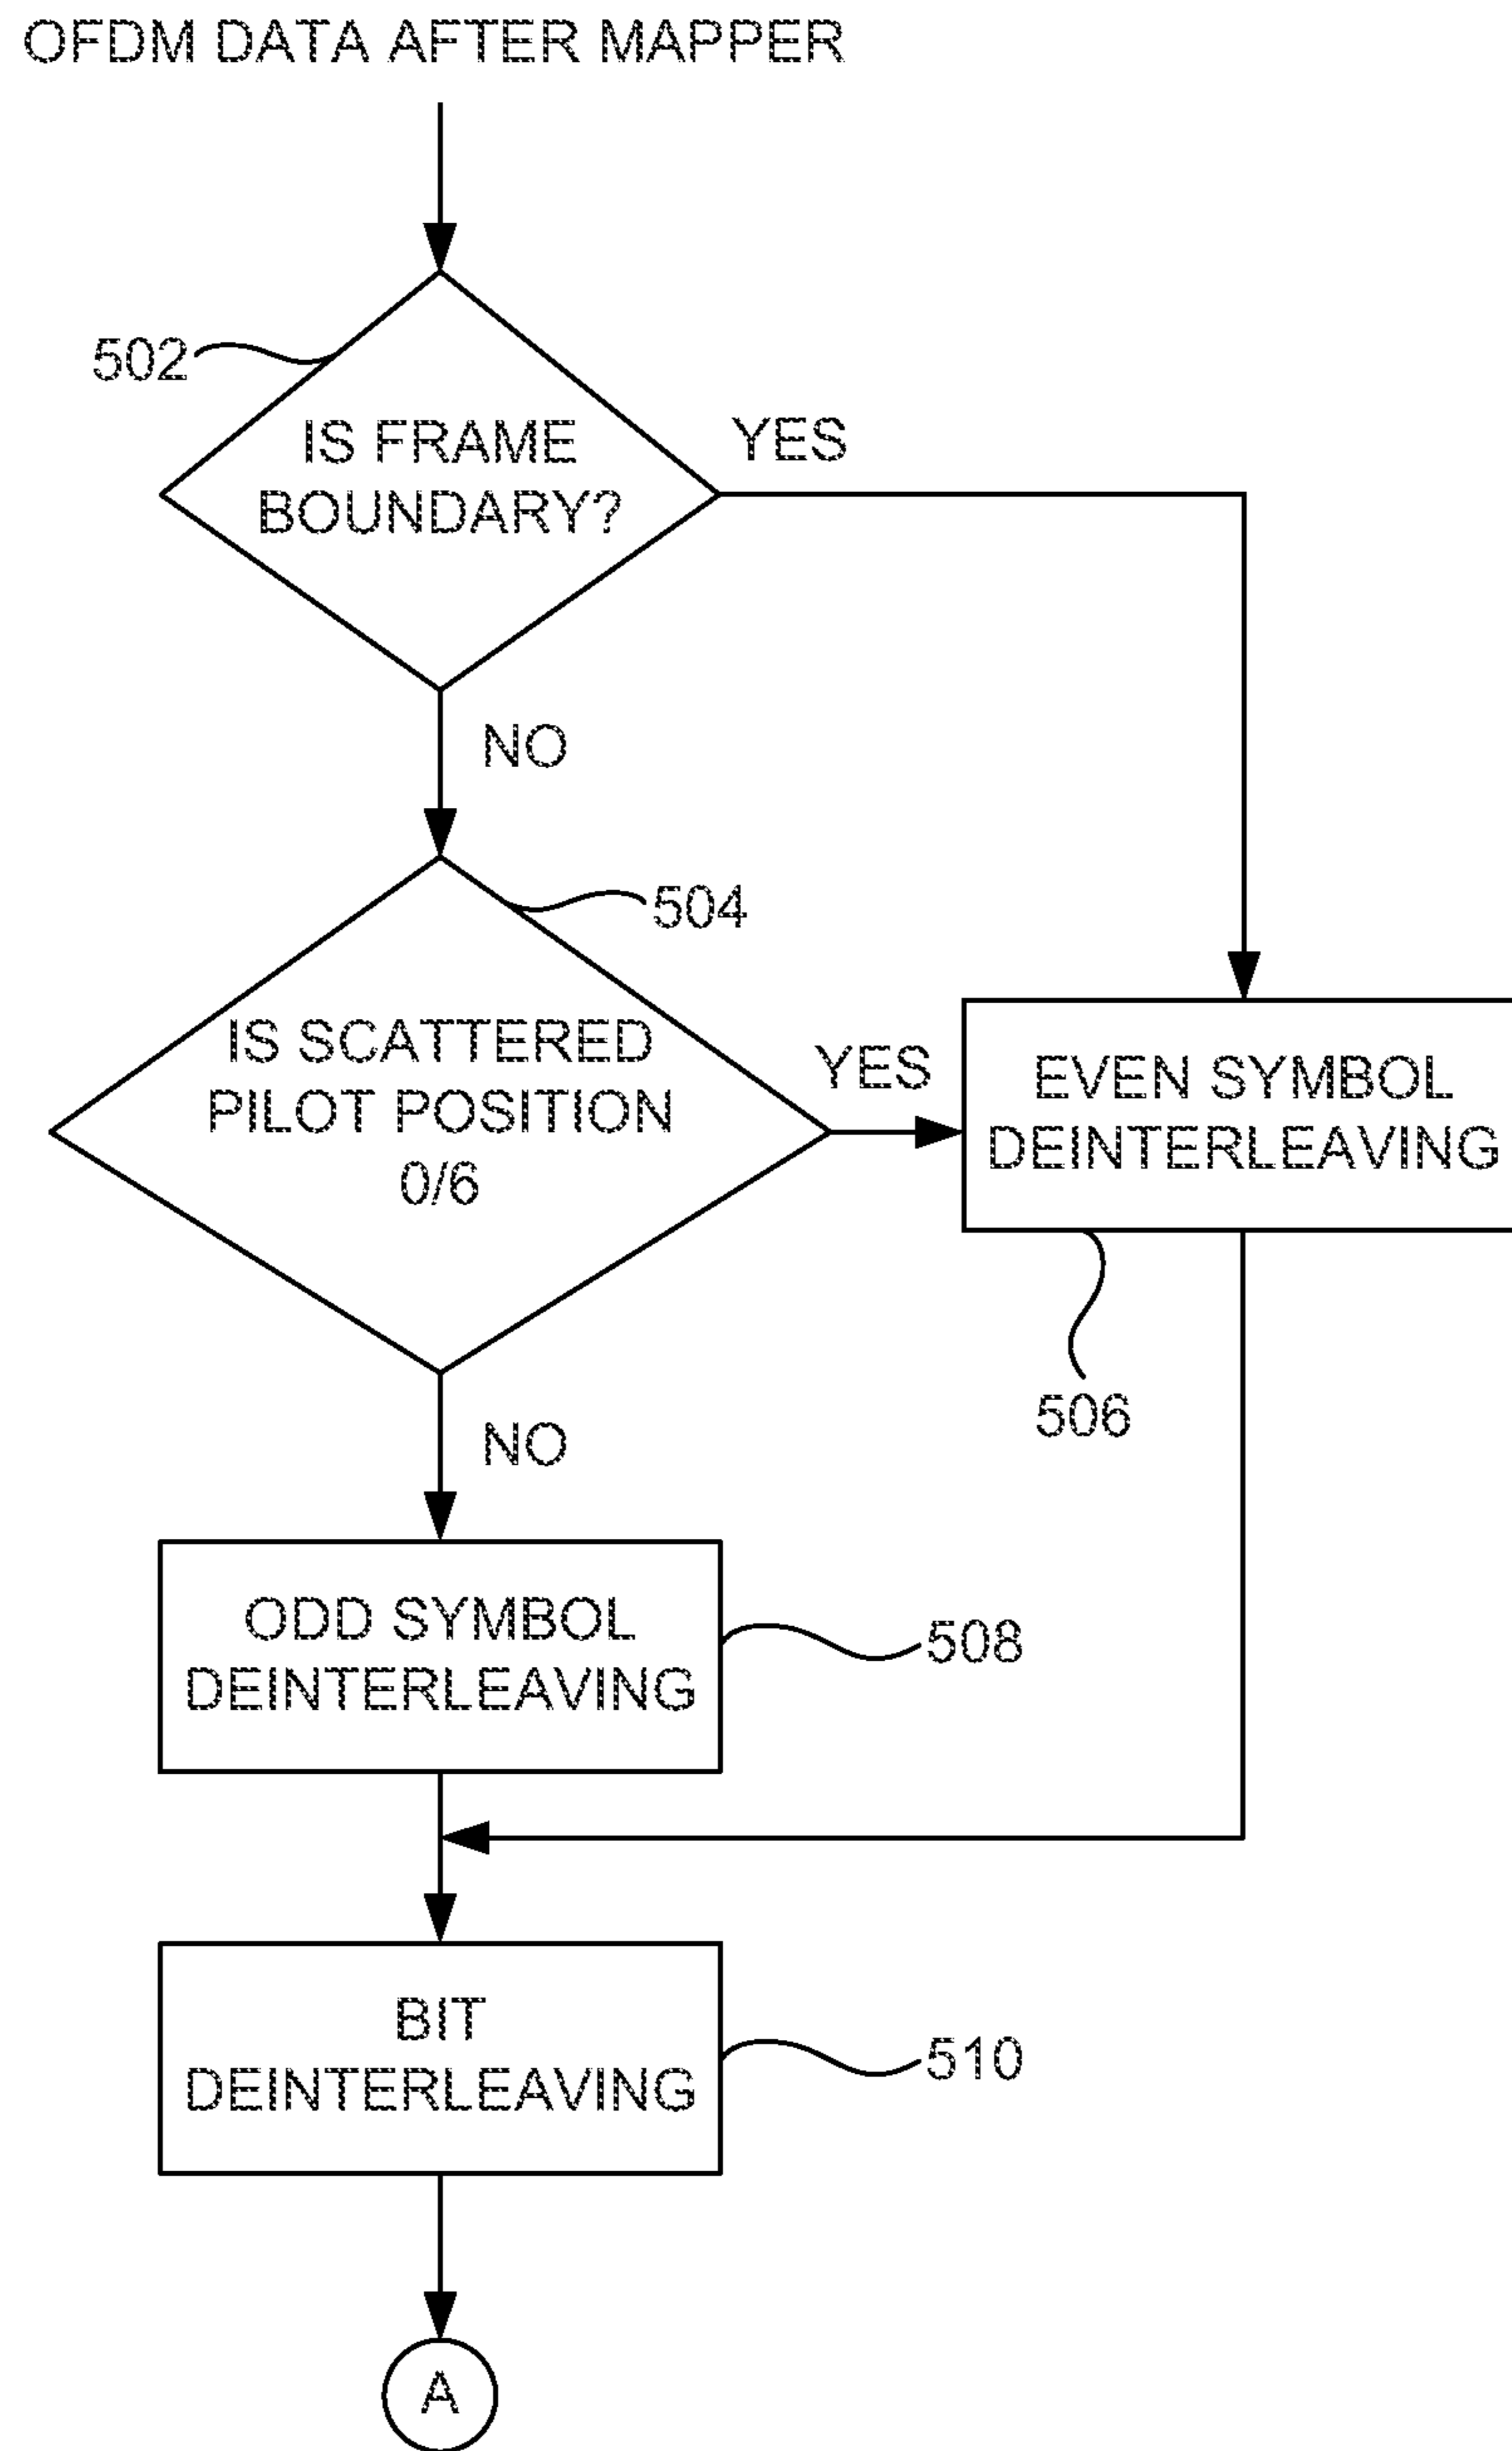 OFDM DATA AFTER MAPPER
502
IS FRAME
BOUNDARY?
YES
NO
504
IS SCATTERED
PILOT POSITION
0/6
YES
EVEN SYMBOL
DEINTERLEAVING
506
NO
ODD SYMBOL
DEINTERLEAVING
508
BIT
DEINTERLEAVING
510
A